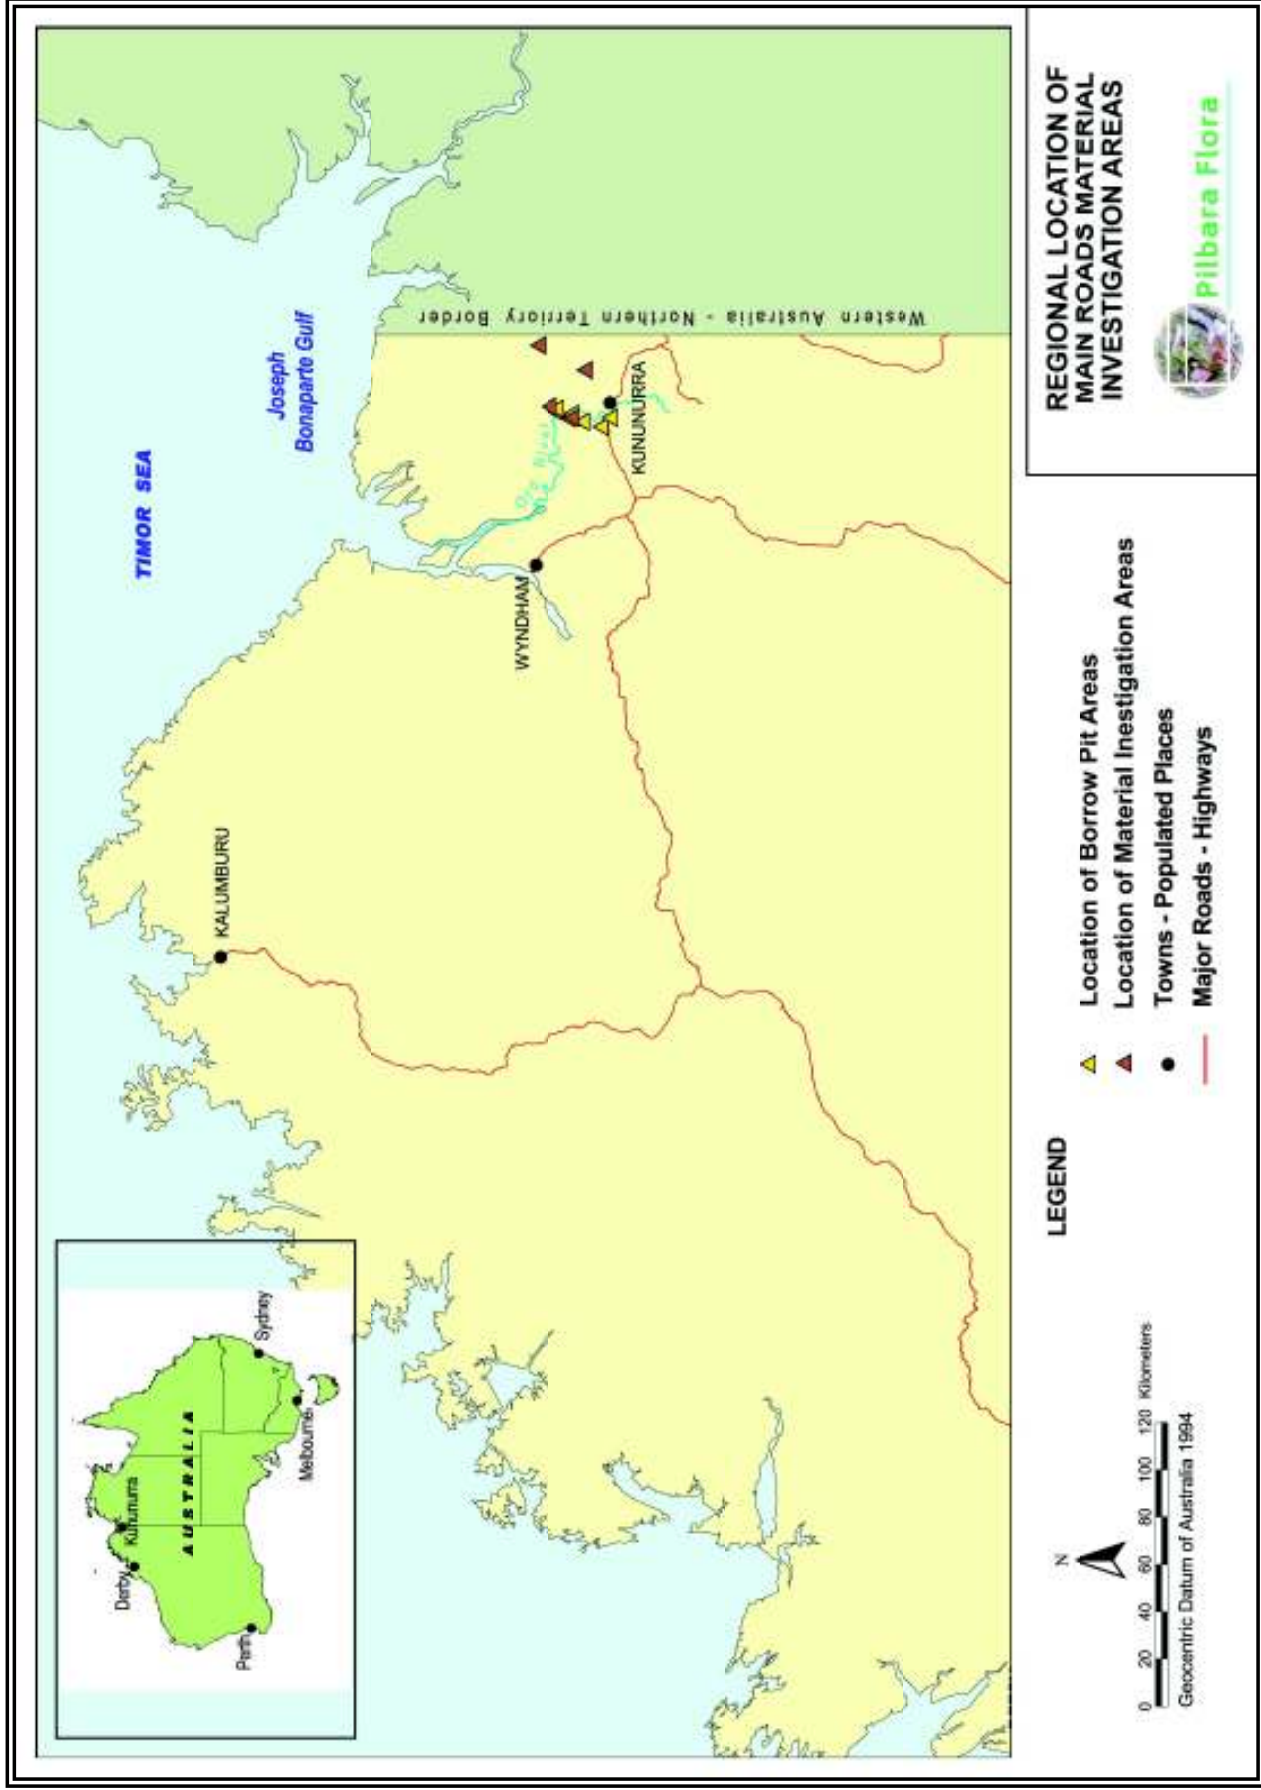 TIMOR SEA
Joseph
Bonaparte Gulf
KALUMBURU
WYNDHAM
Ord River
KUNUNURRA
Western Australia - Northern Territory Border
Derby
Kununurra
AUSTRALIA
Perth
Sydney
Melbourne
N
0 20 40 60 80 100 120 Kilometers
Geocentric Datum of Australia 1994
LEGEND
Location of Borrow Pit Areas
Location of Material Inestigation Areas
Towns - Populated Places
Major Roads - Highways
REGIONAL LOCATION OF
MAIN ROADS MATERIAL
INVESTIGATION AREAS
Pilbara Flora